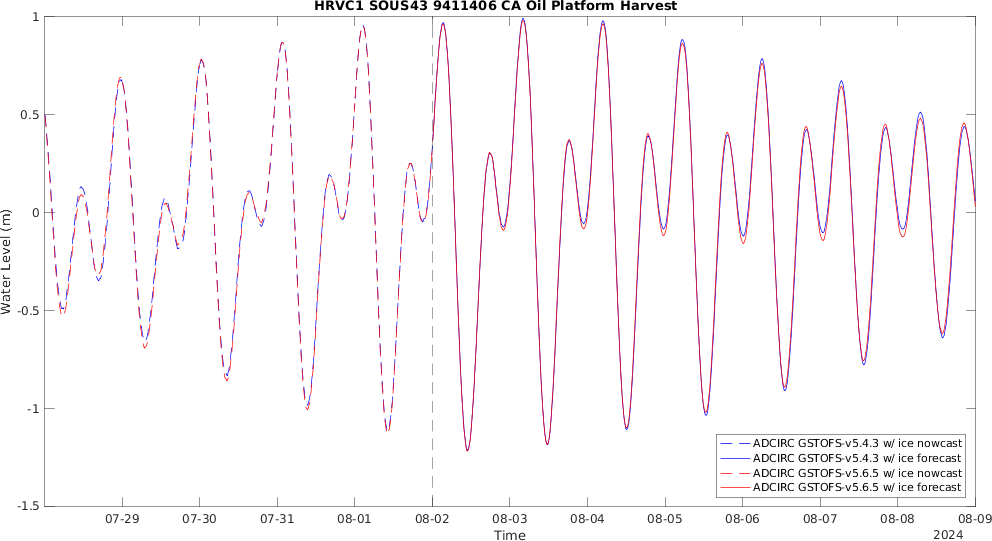 HRVC1 SOUS43 9411406 CA Oil Platform Harvest
1
0.5
0
-0.5
-1
-1.5
Water Level (m)
ADCIRC GSTOFS-v5.4.3 w/ ice nowcast
ADCIRC GSTOFS-v5.4.3 w/ ice forecast
ADCIRC GSTOFS-v5.6.5 w/ ice nowcast
ADCIRC GSTOFS-v5.6.5 w/ ice forecast
07-29 07-30 07-31 08-01 08-02 08-03 08-04 08-05 08-06 08-07 08-08 08-09
Time
2024